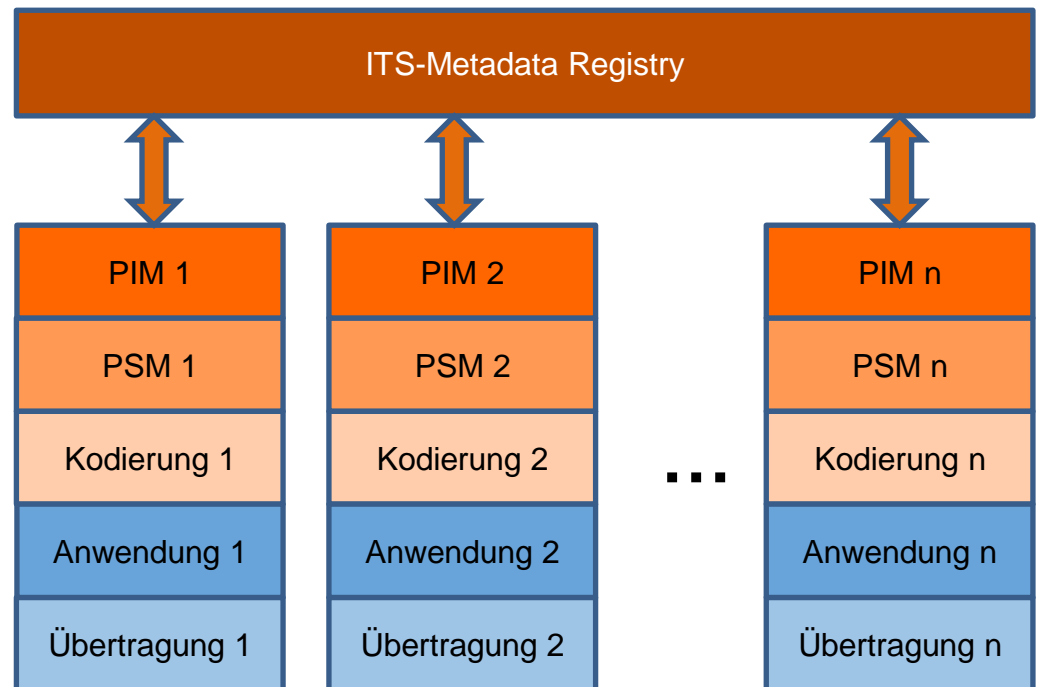 ITS-Metadata Registry
PIM 1
PIM 2
PIM n
PSM 1
PSM 2
PSM n
Kodierung 1
Kodierung 2
...
Kodierung n
Anwendung 1
Anwendung 2
Anwendung n
Übertragung 1
Übertragung 2
Übertragung n